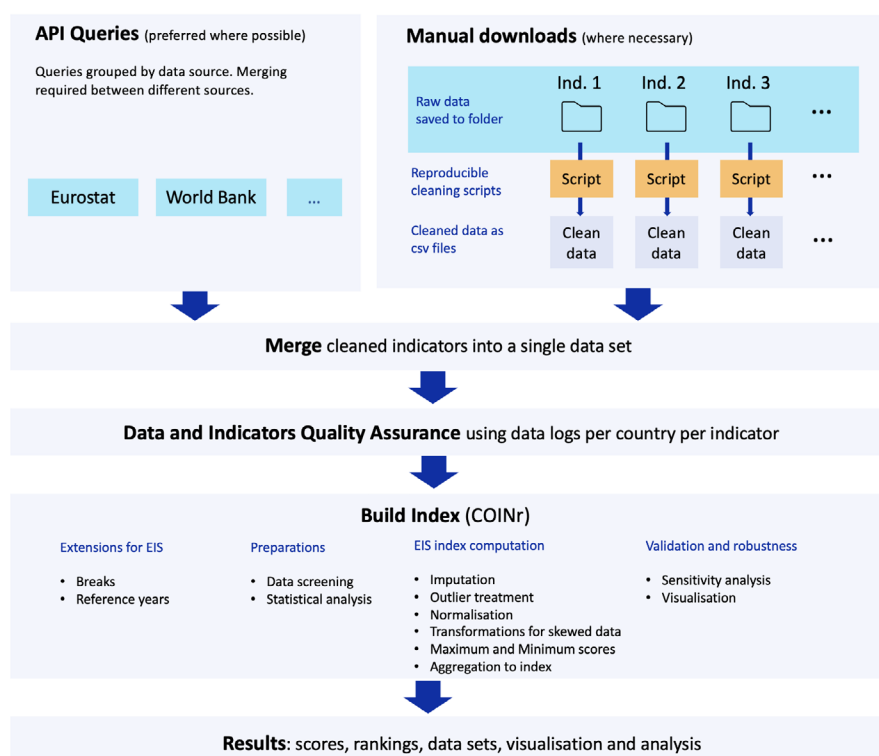 API Queries (preferred where possible)
Queries grouped by data source. Merging
required between different sources.
Eurostat
World Bank
...
Manual downloads (where necessary)
Ind. 1
Ind. 2
Ind. 3
Raw data
saved to folder
...
Reproducible
cleaning scripts
Script
Script
Script
...
Cleaned data as
csv files
Clean
data
Clean
data
Clean
data
...
Merge cleaned indicators into a single data set
Data and Indicators Quality Assurance using data logs per country per indicator
Build Index (COINr)
Extensions for EIS
• Breaks
• Reference years
Preparations
• Data screening
• Statistical analysis
EIS index computation
• Imputation
• Outlier treatment
• Normalisation
• Transformations for skewed data
• Maximum and Minimum scores
• Aggregation to index
Validation and robustness
• Sensitivity analysis
• Visualisation
Results: scores, rankings, data sets, visualisation and analysis